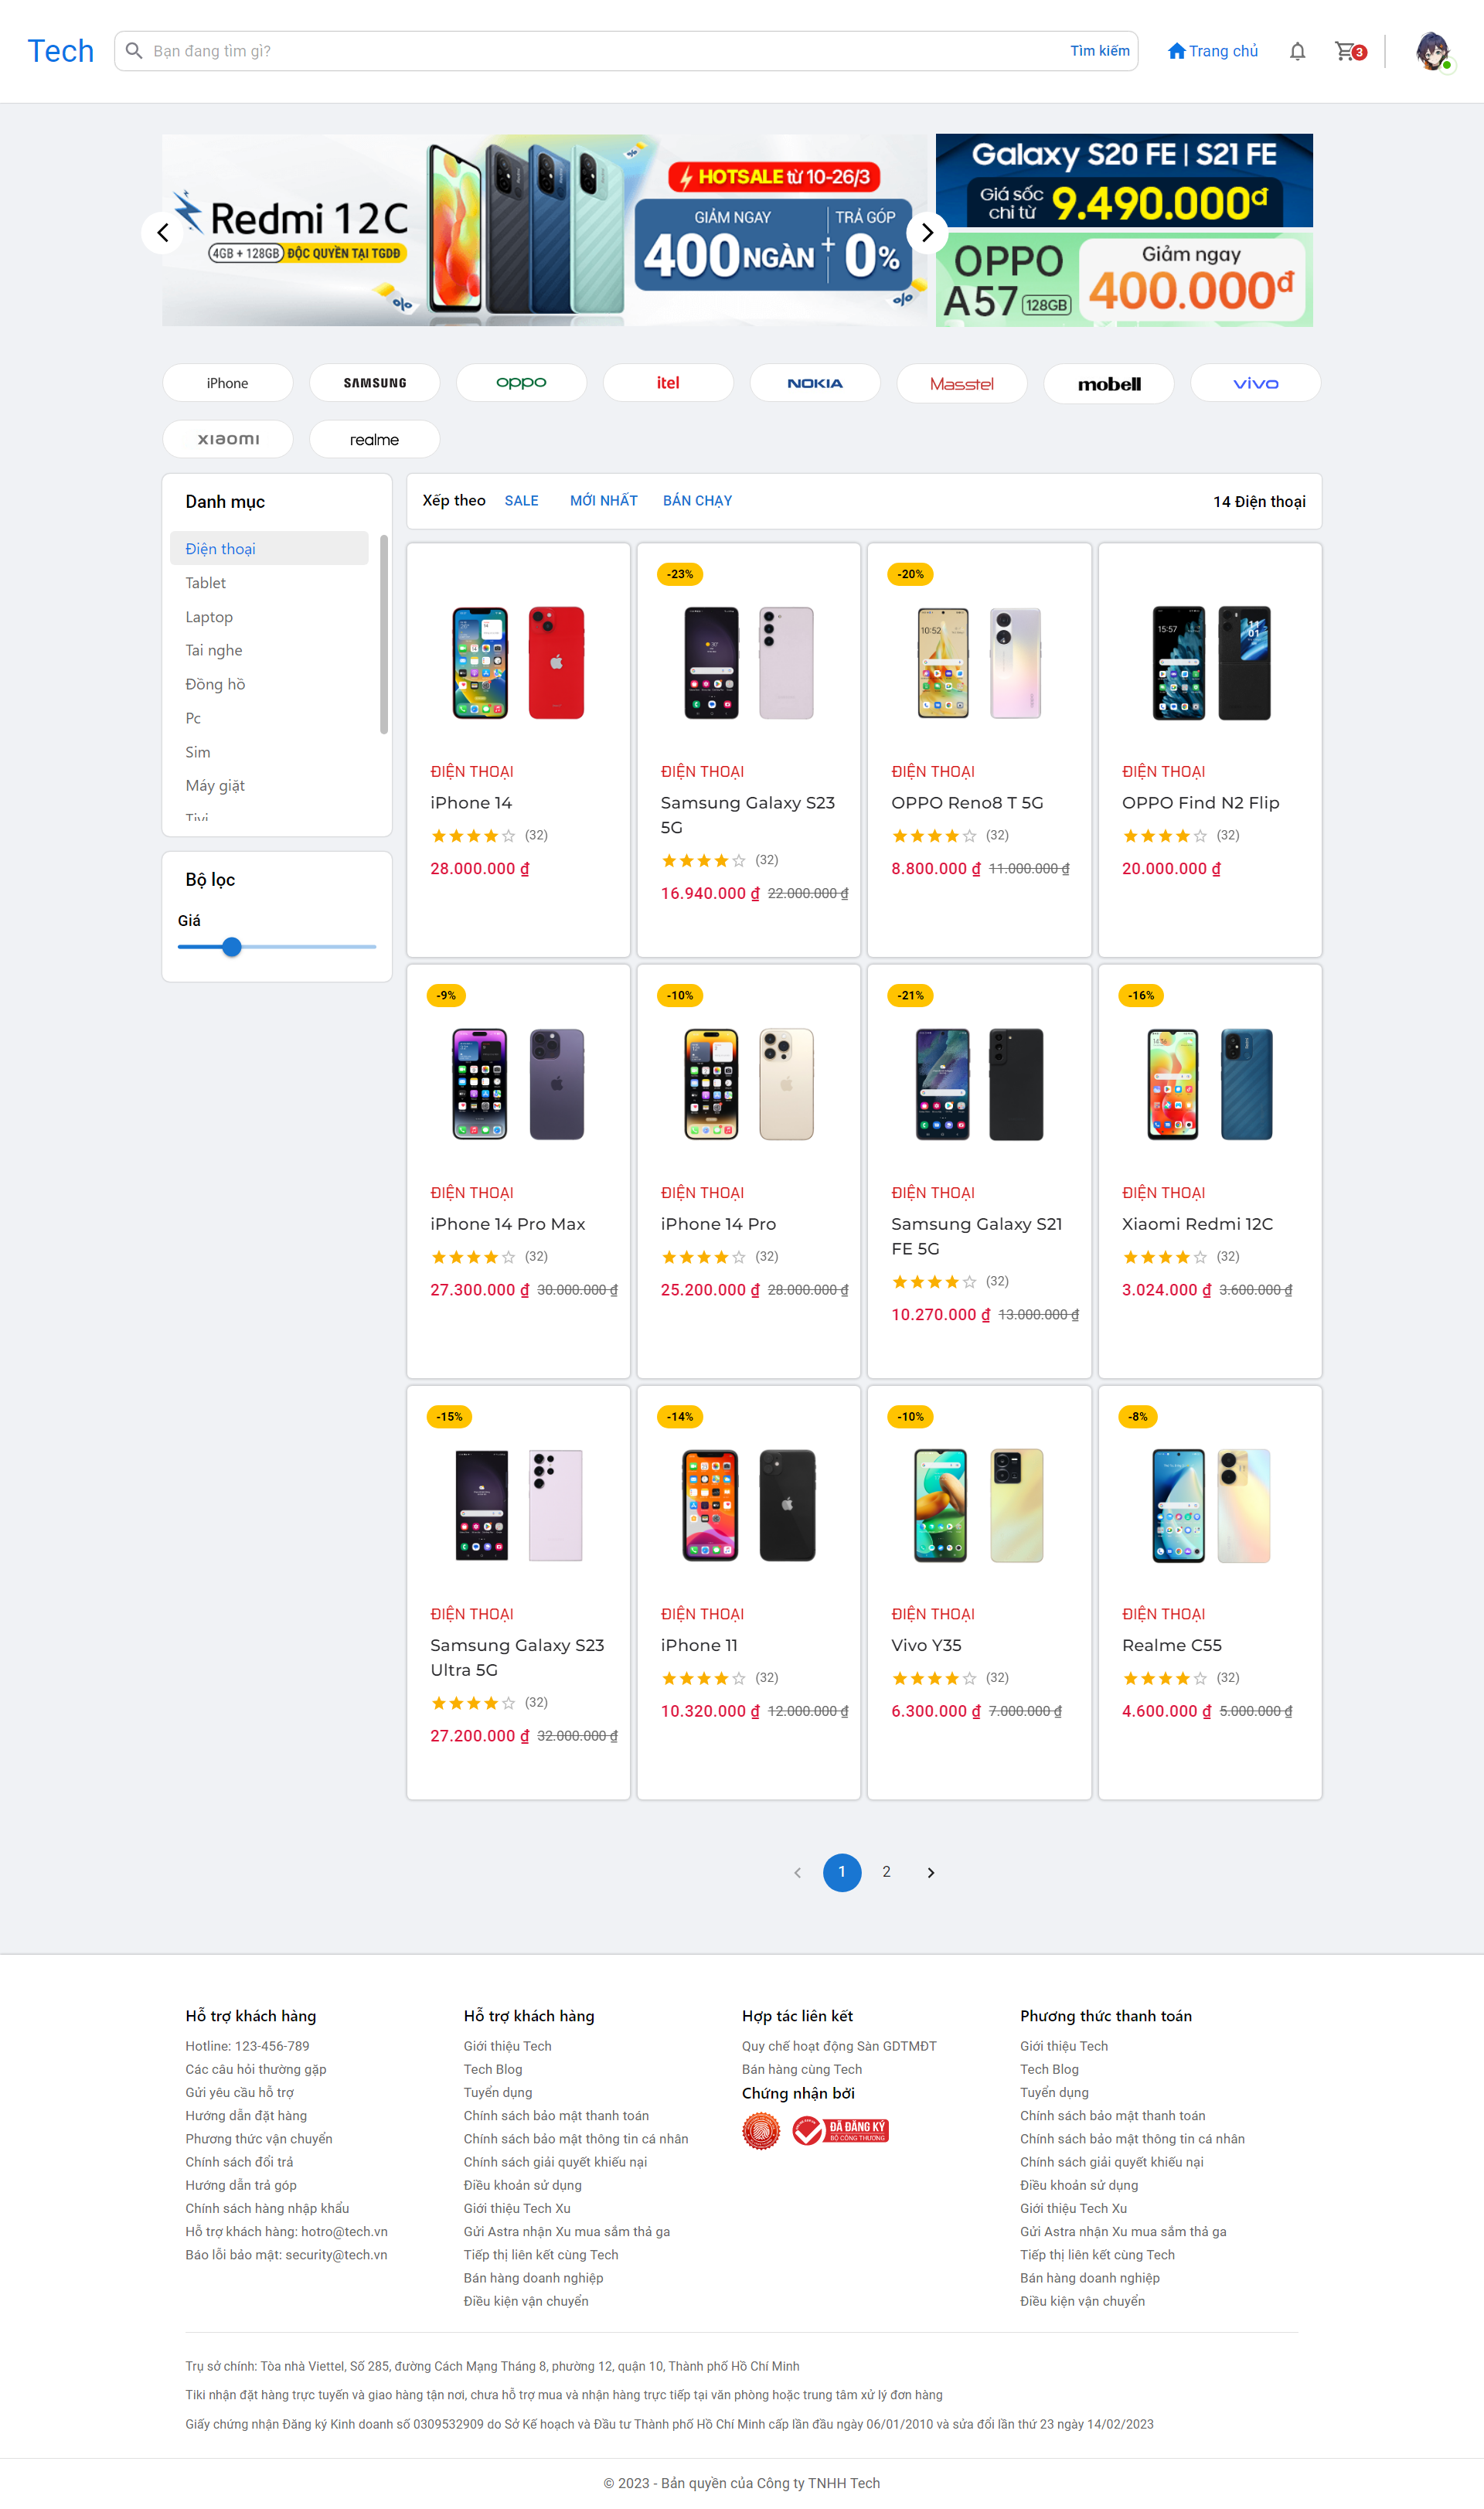 Tech
Bạn đang tìm gì?
Tìm kiếm
Trang chủ
3
Redmi 12C
4GB + 128GB ĐỘC QUYỀN TẠI TGDĐ
HOTSALE từ 10-26/3
GIẢM NGAY
400 NGÀN
+
TRẢ GÓP
0%
Galaxy S20 FE | S21 FE
Giá sốc chỉ từ 9.490.000đ
OPPO A57 128GB
Giảm ngay
400.000đ
iPhone
SAMSUNG
oppo
itel
NOKIA
Masstel
mobell
vivo
xiaomi
realme
Danh mục
Điện thoại
Tablet
Laptop
Tai nghe
Đồng hồ
Pc
Sim
Máy giặt
Tivi
Bộ lọc
Giá
Xếp theo SALE MỚI NHẤT BÁN CHẠY
14 Điện thoại
ĐIỆN THOẠI
iPhone 14
(32)
28.000.000 ₫
-23%
ĐIỆN THOẠI
Samsung Galaxy S23
5G
(32)
16.940.000 ₫ 22.000.000 ₫
-20%
10:52
ĐIỆN THOẠI
OPPO Reno8 T 5G
(32)
8.800.000 ₫ 11.000.000 ₫
15:57
11
01
ĐIỆN THOẠI
OPPO Find N2 Flip
(32)
20.000.000 ₫
-9%
ĐIỆN THOẠI
iPhone 14 Pro Max
(32)
27.300.000 ₫ 30.000.000 ₫
-10%
ĐIỆN THOẠI
iPhone 14 Pro
(32)
25.200.000 ₫ 28.000.000 ₫
-21%
ĐIỆN THOẠI
Samsung Galaxy S21
FE 5G
(32)
10.270.000 ₫ 13.000.000 ₫
-16%
ĐIỆN THOẠI
Xiaomi Redmi 12C
(32)
3.024.000 ₫ 3.600.000 ₫
-15%
ĐIỆN THOẠI
Samsung Galaxy S23
Ultra 5G
(32)
27.200.000 ₫ 32.000.000 ₫
-14%
ĐIỆN THOẠI
iPhone 11
(32)
10.320.000 ₫ 12.000.000 ₫
-10%
ĐIỆN THOẠI
Vivo Y35
(32)
6.300.000 ₫ 7.000.000 ₫
-8%
ĐIỆN THOẠI
Realme C55
(32)
4.600.000 ₫ 5.000.000 ₫
1 2
Hỗ trợ khách hàng
Hotline: 123-456-789
Các câu hỏi thường gặp
Gửi yêu cầu hỗ trợ
Hướng dẫn đặt hàng
Phương thức vận chuyển
Chính sách đổi trả
Hướng dẫn trả góp
Chính sách hàng nhập khẩu
Hỗ trợ khách hàng: hotro@tech.vn
Báo lỗi bảo mật: security@tech.vn
Hỗ trợ khách hàng
Giới thiệu Tech
Tech Blog
Tuyển dụng
Chính sách bảo mật thanh toán
Chính sách bảo mật thông tin cá nhân
Chính sách giải quyết khiếu nại
Điều khoản sử dụng
Giới thiệu Tech Xu
Gửi Astra nhận Xu mua sắm thả ga
Tiếp thị liên kết cùng Tech
Bán hàng doanh nghiệp
Điều kiện vận chuyển
Hợp tác liên kết
Quy chế hoạt động Sàn GDTMĐT
Bán hàng cùng Tech
Chứng nhận bởi
ĐÃ ĐĂNG KÝ
BỘ CÔNG THƯƠNG
Phương thức thanh toán
Giới thiệu Tech
Tech Blog
Tuyển dụng
Chính sách bảo mật thanh toán
Chính sách bảo mật thông tin cá nhân
Chính sách giải quyết khiếu nại
Điều khoản sử dụng
Giới thiệu Tech Xu
Gửi Astra nhận Xu mua sắm thả ga
Tiếp thị liên kết cùng Tech
Bán hàng doanh nghiệp
Điều kiện vận chuyển
Trụ sở chính: Tòa nhà Viettel, Số 285, đường Cách Mạng Tháng 8, phường 12, quận 10, Thành phố Hồ Chí Minh
Tiki nhận đặt hàng trực tuyến và giao hàng tận nơi, chưa hỗ trợ mua và nhận hàng trực tiếp tại văn phòng hoặc trung tâm xử lý đơn hàng
Giấy chứng nhận Đăng ký Kinh doanh số 0309532909 do Sở Kế hoạch và Đầu tư Thành phố Hồ Chí Minh cấp lần đầu ngày 06/01/2010 và sửa đổi lần thứ 23 ngày 14/02/2023
© 2023 - Bản quyền của Công ty TNHH Tech